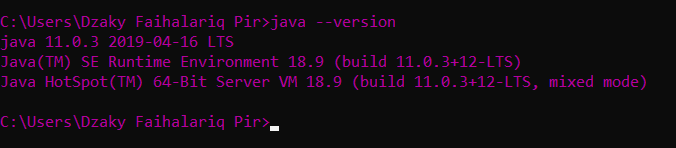 C:\Users\Dzaky Faihalariq Pir>java --version
java 11.0.3 2019-04-16 LTS
Java(TM) SE Runtime Environment 18.9 (build 11.0.3+12-LTS)
Java HotSpot(TM) 64-Bit Server VM 18.9 (build 11.0.3+12-LTS, mixed mode)
C:\Users\Dzaky Faihalariq Pir>